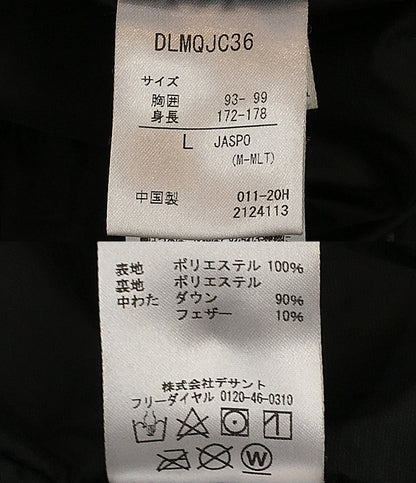 DLMQJC36
サイズ
胸囲 93- 99
身長 172-178
L JASPO
(M-MLT)
中国製 011-20H
2124113
表地 ポリエステル 100%
裏地 ポリエステル
中わた ダウン 90%
フェザー 10%
株式会社デサント
フリーダイヤル 0120-46-0310
W